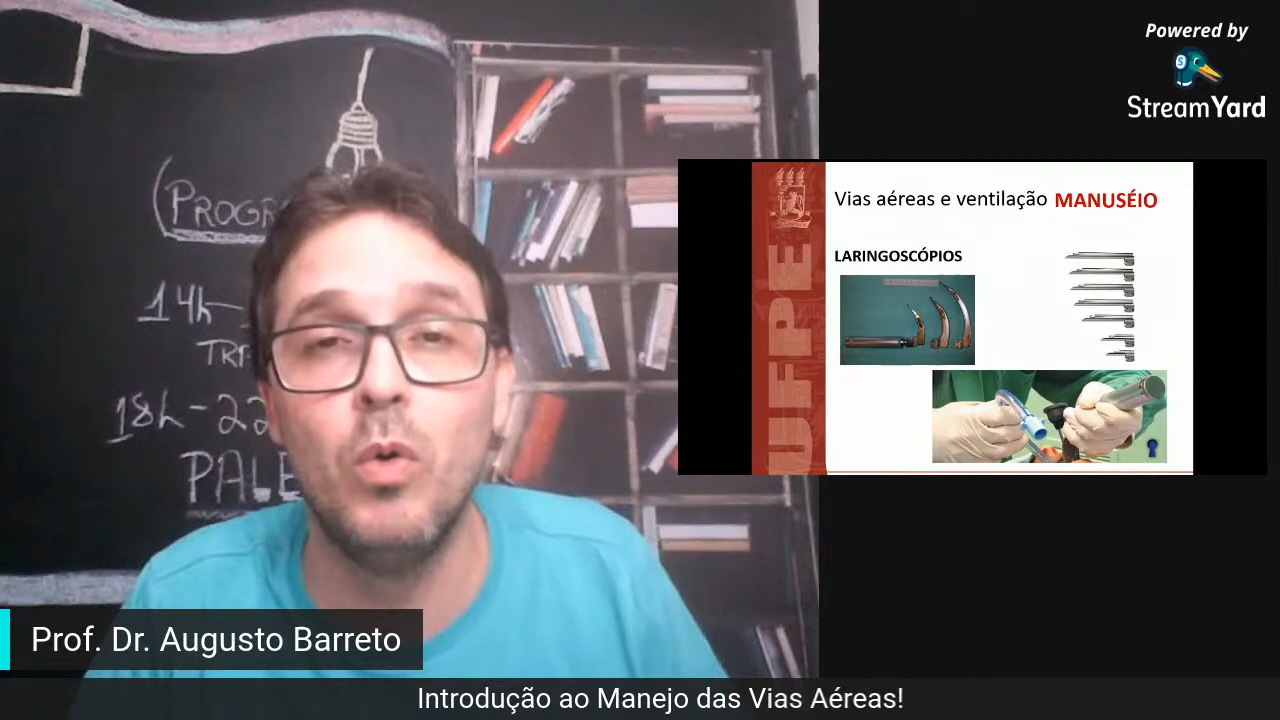 Powered by
StreamYard
(PROGR
14h-
TRA
18h-22
PALE
UFPE
Vias aéreas e ventilação MANUSÉIO
LARINGOSCÓPIOS
Prof. Dr. Augusto Barreto
Introdução ao Manejo das Vias Aéreas!